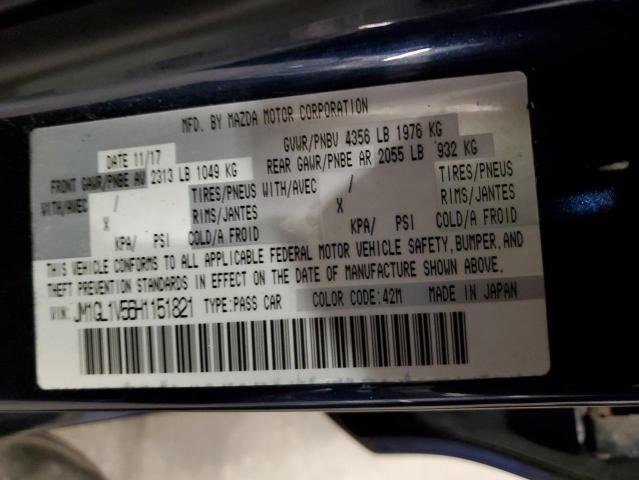 MFD. BY MAZDA MOTOR CORPORATION
DATE 11/17 GVWR/PNBV 4356 LB 1976 KG
FRONT GAWR/PNBE AV 2313 LB 1049 KG REAR GAWR/PNBE AR 2055 LB 932 KG
WITH/AVEC / TIRES/PNEUS WITH/AVEC / TIRES/PNEUS
X RIMS/JANTES X RIMS/JANTES
KPA/ PSI COLD/A FROID KPA/ PSI COLD/A FROID
THIS VEHICLE CONFORMS TO ALL APPLICABLE FEDERAL MOTOR VEHICLE SAFETY, BUMPER, AND
THEFT PREVENTION STANDARDS IN EFFECT ON THE DATE OF MANUFACTURE SHOWN ABOVE.
VIN: JM1GL1V56H1151821 TYPE:PASS CAR COLOR CODE:42M MADE IN JAPAN